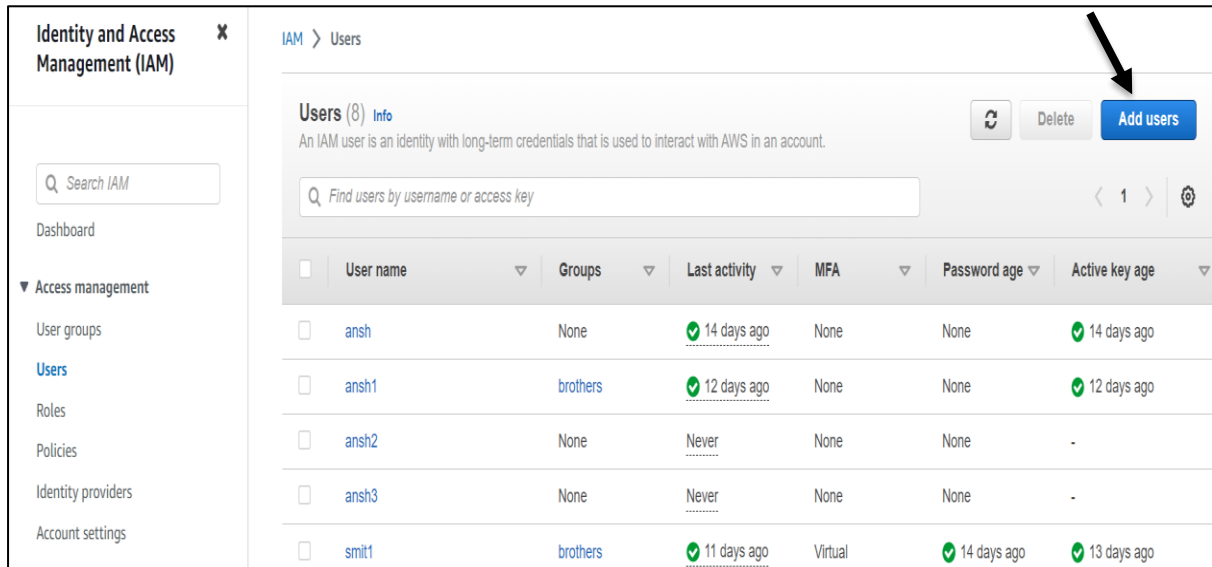 Identity and Access
Management (IAM)
Search IAM
Dashboard
Access management
User groups
Users
Roles
Policies
Identity providers
Account settings
IAM > Users
Users (8) Info
An IAM user is an identity with long-term credentials that is used to interact with AWS in an account.
Delete Add users
Find users by username or access key
1
User name Groups Last activity MFA Password age Active key age
ansh None 14 days ago None None 14 days ago
ansh1 brothers 12 days ago None None 12 days ago
ansh2 None Never None None -
ansh3 None Never None None -
smit1 brothers 11 days ago Virtual 14 days ago 13 days ago